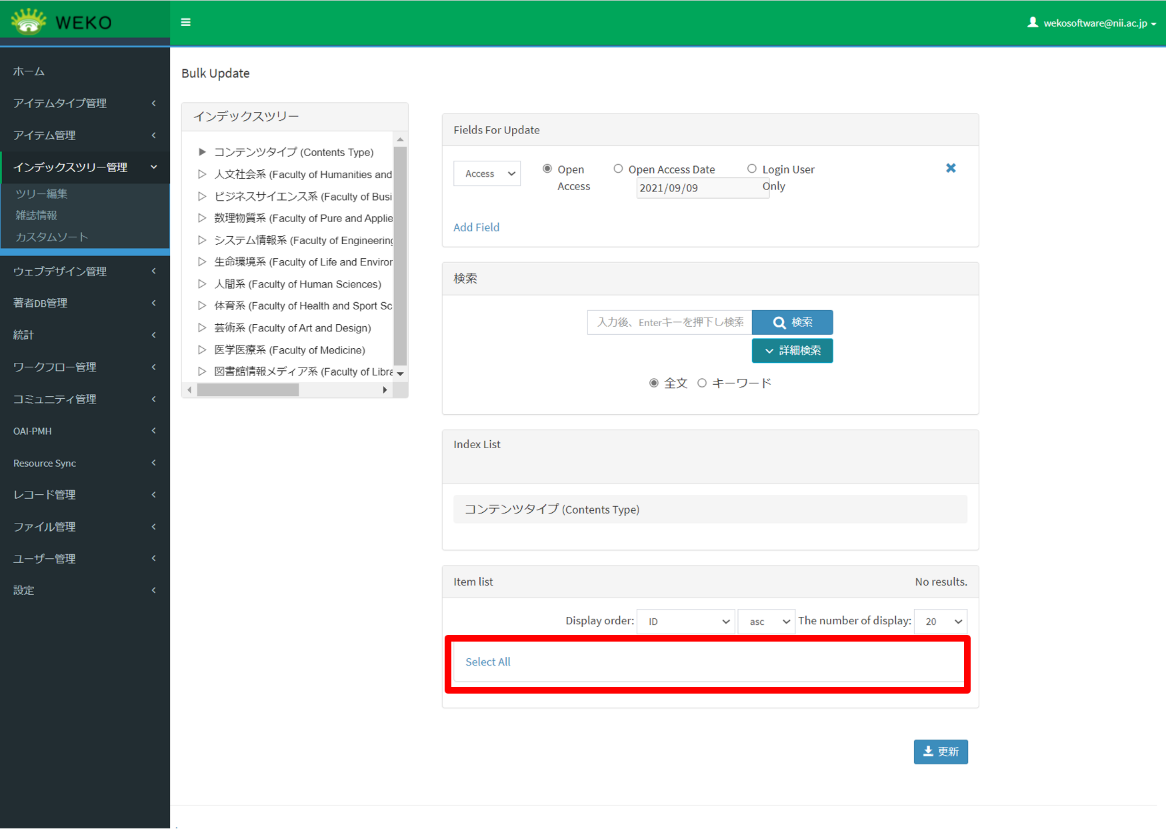 WEKO
wekosoftware@nii.ac.jp
ホーム
アイテムタイプ管理
アイテム管理
インデックスツリー管理
ツリー編集
雑誌情報
カスタムソート
ウェブデザイン管理
著者DB管理
統計
ワークフロー管理
コミュニティ管理
OAI-PMH
Resource Sync
レコード管理
ファイル管理
ユーザー管理
設定
Bulk Update
インデックスツリー
コンテンツタイプ (Contents Type)
人文社会系 (Faculty of Humanities and
ビジネスサイエンス系 (Faculty of Busi
数理物質系 (Faculty of Pure and Applie
システム情報系 (Faculty of Engineering
生命環境系 (Faculty of Life and Environ
人間系 (Faculty of Human Sciences)
体育系 (Faculty of Health and Sport Sc
芸術系 (Faculty of Art and Design)
医学医療系 (Faculty of Medicine)
図書館情報メディア系 (Faculty of Libra
Fields For Update
Access
Open Access
Open Access Date
2021/09/09
Login User Only
Add Field
検索
入力後、Enterキーを押下し検索
検索
詳細検索
全文 キーワード
Index List
コンテンツタイプ (Contents Type)
Item list No results.
Display order: ID asc The number of display: 20
Select All
更新